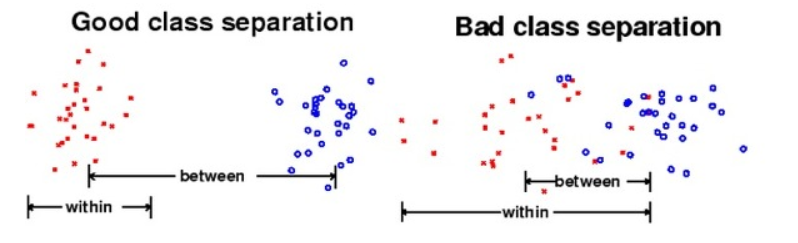 Good class separation
between
within
Bad class separation
between
within